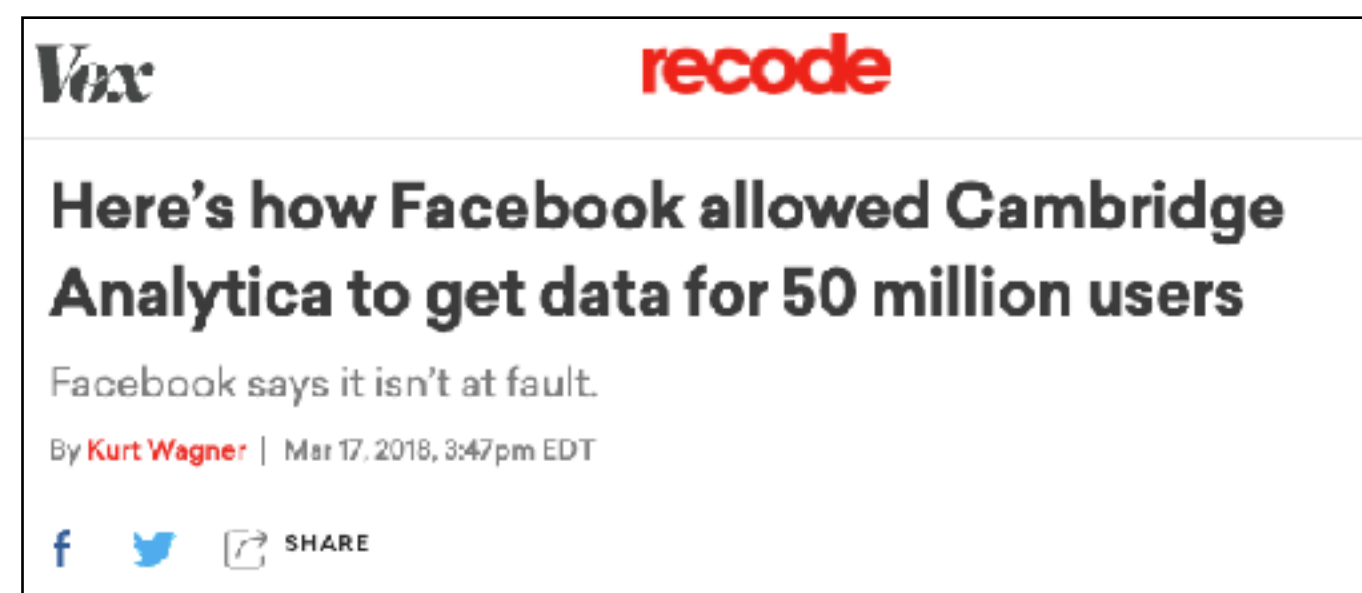 Vox
recode
Here's how Facebook allowed Cambridge
Analytica to get data for 50 million users
Facebook says it isn't at fault.
By Kurt Wagner | Mar 17, 2018, 3:47pm EDT
SHARE